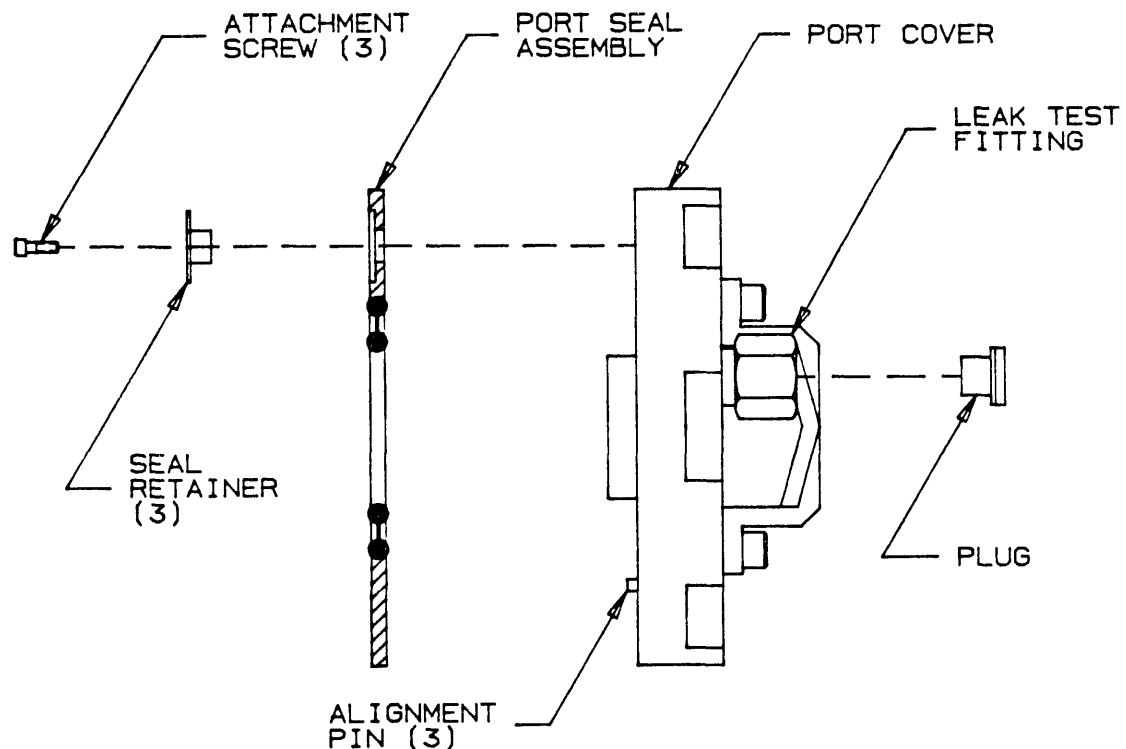 ATTACHMENT
SCREW (3)
PORT SEAL
ASSEMBLY
PORT COVER
LEAK TEST
FITTING
SEAL
RETAINER
(3)
PLUG
ALIGNMENT
PIN (3)